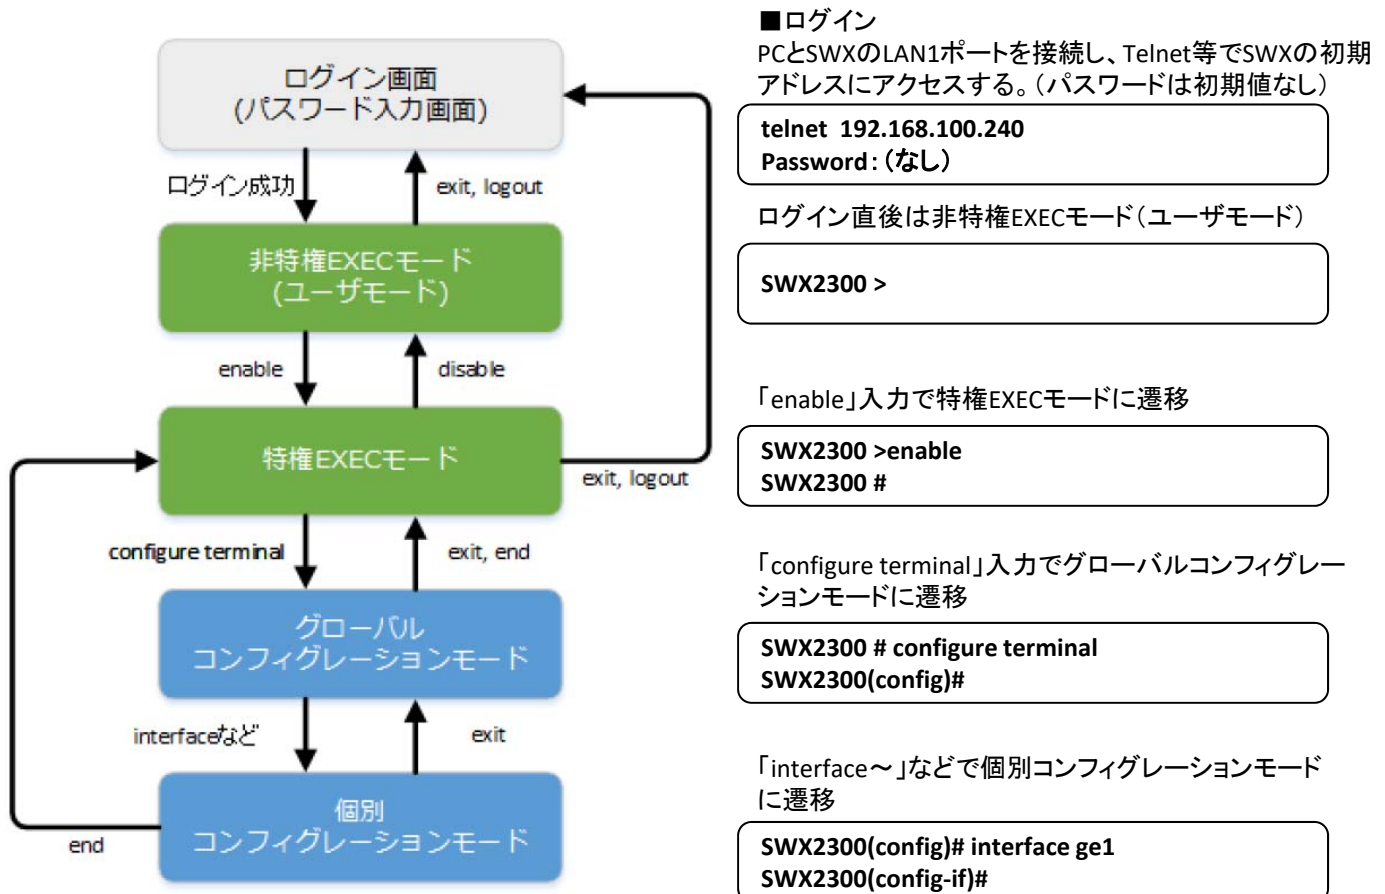 ログイン画面
(パスワード入力画面)
ログイン成功
exit, logout
非特権EXECモード
(ユーザモード)
enable
disable
特権EXECモード
exit, logout
configure terminal
exit, end
グローバル
コンフィグレーションモード
interfaceなど
exit
個別
コンフィグレーションモード
end
■ログイン
PCとSWXのLAN1ポートを接続し、Telnet等でSWXの初期
アドレスにアクセスする。（パスワードは初期値なし）
telnet 192.168.100.240
Password：（なし）
ログイン直後は非特権EXECモード（ユーザモード）
SWX2300 >
「enable」入力で特権EXECモードに遷移
SWX2300 >enable
SWX2300 #
「configure terminal」入力でグローバルコンフィグレー
ションモードに遷移
SWX2300 # configure terminal
SWX2300(config)#
「interface～」などで個別コンフィグレーションモード
に遷移
SWX2300(config)# interface ge1
SWX2300(config-if)#